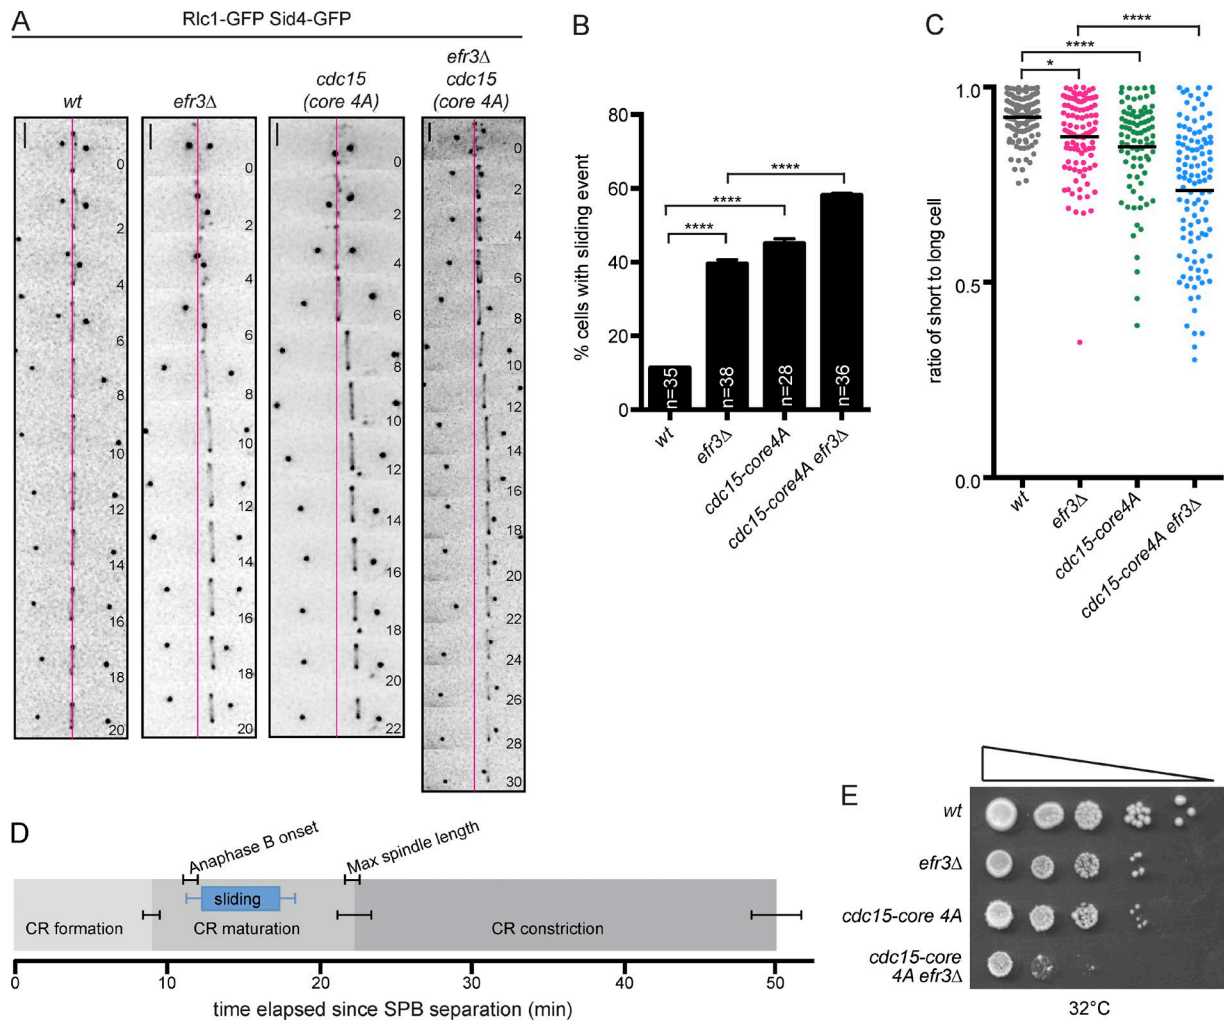 A
Rlc1-GFP Sid4-GFP
wt
efr3Δ
cdc15
(core 4A)
efr3Δ
cdc15
(core 4A)
0
2
4
6
8
10
12
14
16
18
20
0
2
4
6
8
10
12
14
16
18
20
0
2
4
6
8
10
12
14
16
18
20
22
0
2
4
6
8
10
12
14
16
18
20
22
24
26
28
30
B
% cells with sliding event
80
60
40
20
0
****
****
****
n=35
n=38
n=28
n=36
wt
efr3Δ
cdc15-core4A
cdc15-core4A efr3Δ
C
ratio of short to long cell
1.0
0.5
0.0
****
****
*
wt
efr3Δ
cdc15-core4A
cdc15-core4A efr3Δ
D
Anaphase B onset
Max spindle length
sliding
CR formation
CR maturation
CR constriction
0
10
20
30
40
50
time elapsed since SPB separation (min)
E
wt
efr3Δ
cdc15-core 4A
cdc15-core
4A efr3Δ
32°C